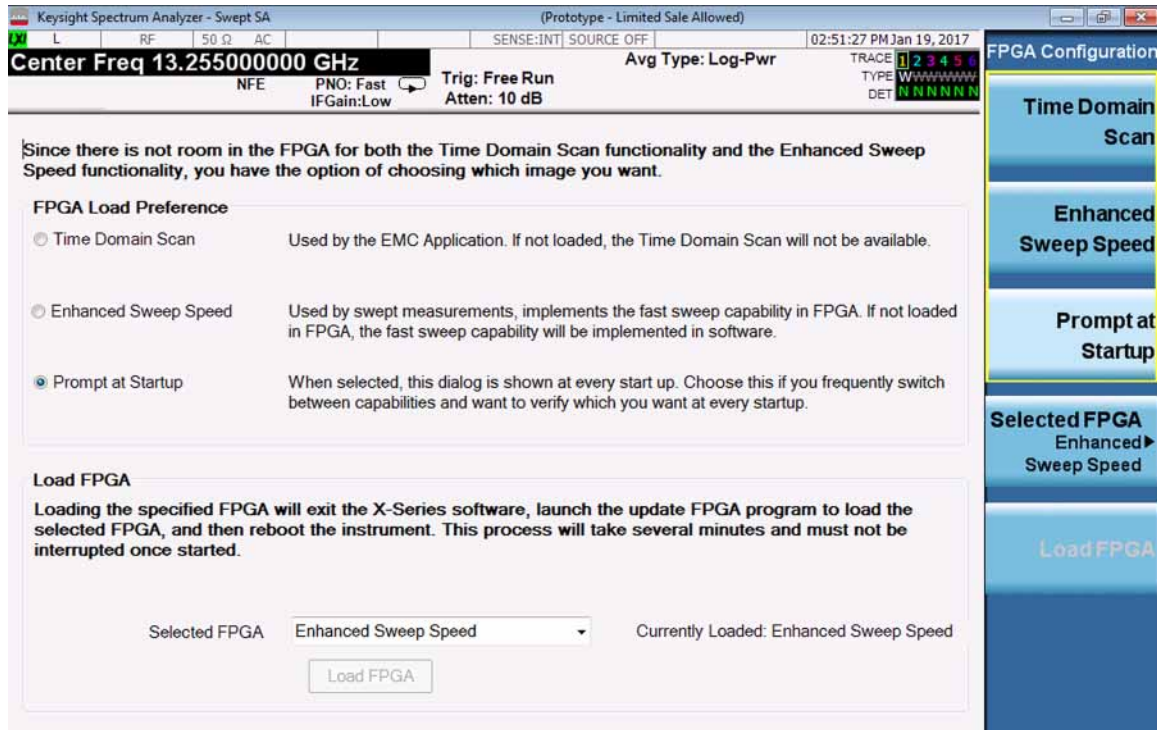 Keysight Spectrum Analyzer - Swept SA (Prototype - Limited Sale Allowed)
LXI L RF 50 Ω AC SENSE:INT SOURCE OFF 02:51:27 PM Jan 19, 2017
Center Freq 13.255000000 GHz Avg Type: Log-Pwr TRACE 1 2 3 4 5 6
NFE PNO: Fast Trig: Free Run TYPE WWWWWW
IFGain:Low Atten: 10 dB DET N N N N N N
FPGA Configuration
Since there is not room in the FPGA for both the Time Domain Scan functionality and the Enhanced Sweep
Speed functionality, you have the option of choosing which image you want.
FPGA Load Preference
Time Domain Scan Used by the EMC Application. If not loaded, the Time Domain Scan will not be available.
Enhanced Sweep Speed Used by swept measurements, implements the fast sweep capability in FPGA. If not loaded
in FPGA, the fast sweep capability will be implemented in software.
Prompt at Startup When selected, this dialog is shown at every start up. Choose this if you frequently switch
between capabilities and want to verify which you want at every startup.
Load FPGA
Loading the specified FPGA will exit the X-Series software, launch the update FPGA program to load the
selected FPGA, and then reboot the instrument. This process will take several minutes and must not be
interrupted once started.
Selected FPGA Enhanced Sweep Speed Currently Loaded: Enhanced Sweep Speed
Load FPGA
Time Domain
Scan
Enhanced
Sweep Speed
Prompt at
Startup
Selected FPGA
Enhanced
Sweep Speed
Load FPGA